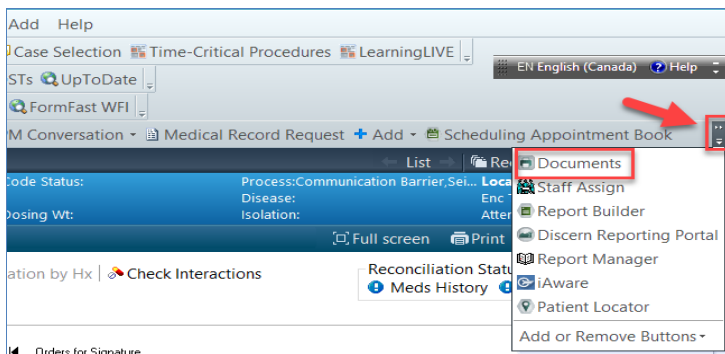 Add Help
Case Selection Time-Critical Procedures LearningLIVE
STs UpToDate
EN English (Canada) Help
FormFast WFI
M Conversation Medical Record Request Add Scheduling Appointment Book
List Re
Documents
Code Status: Process:Communication Barrier,Sei... Loca
Staff Assign
Disease: Enc
Report Builder
Dosing Wt: Isolation: Atter
Discern Reporting Portal
Full screen Print
Report Manager
ation by Hx Check Interactions Reconciliation Statu
iAware
Meds History
Patient Locator
Add or Remove Buttons
Orders for Signature